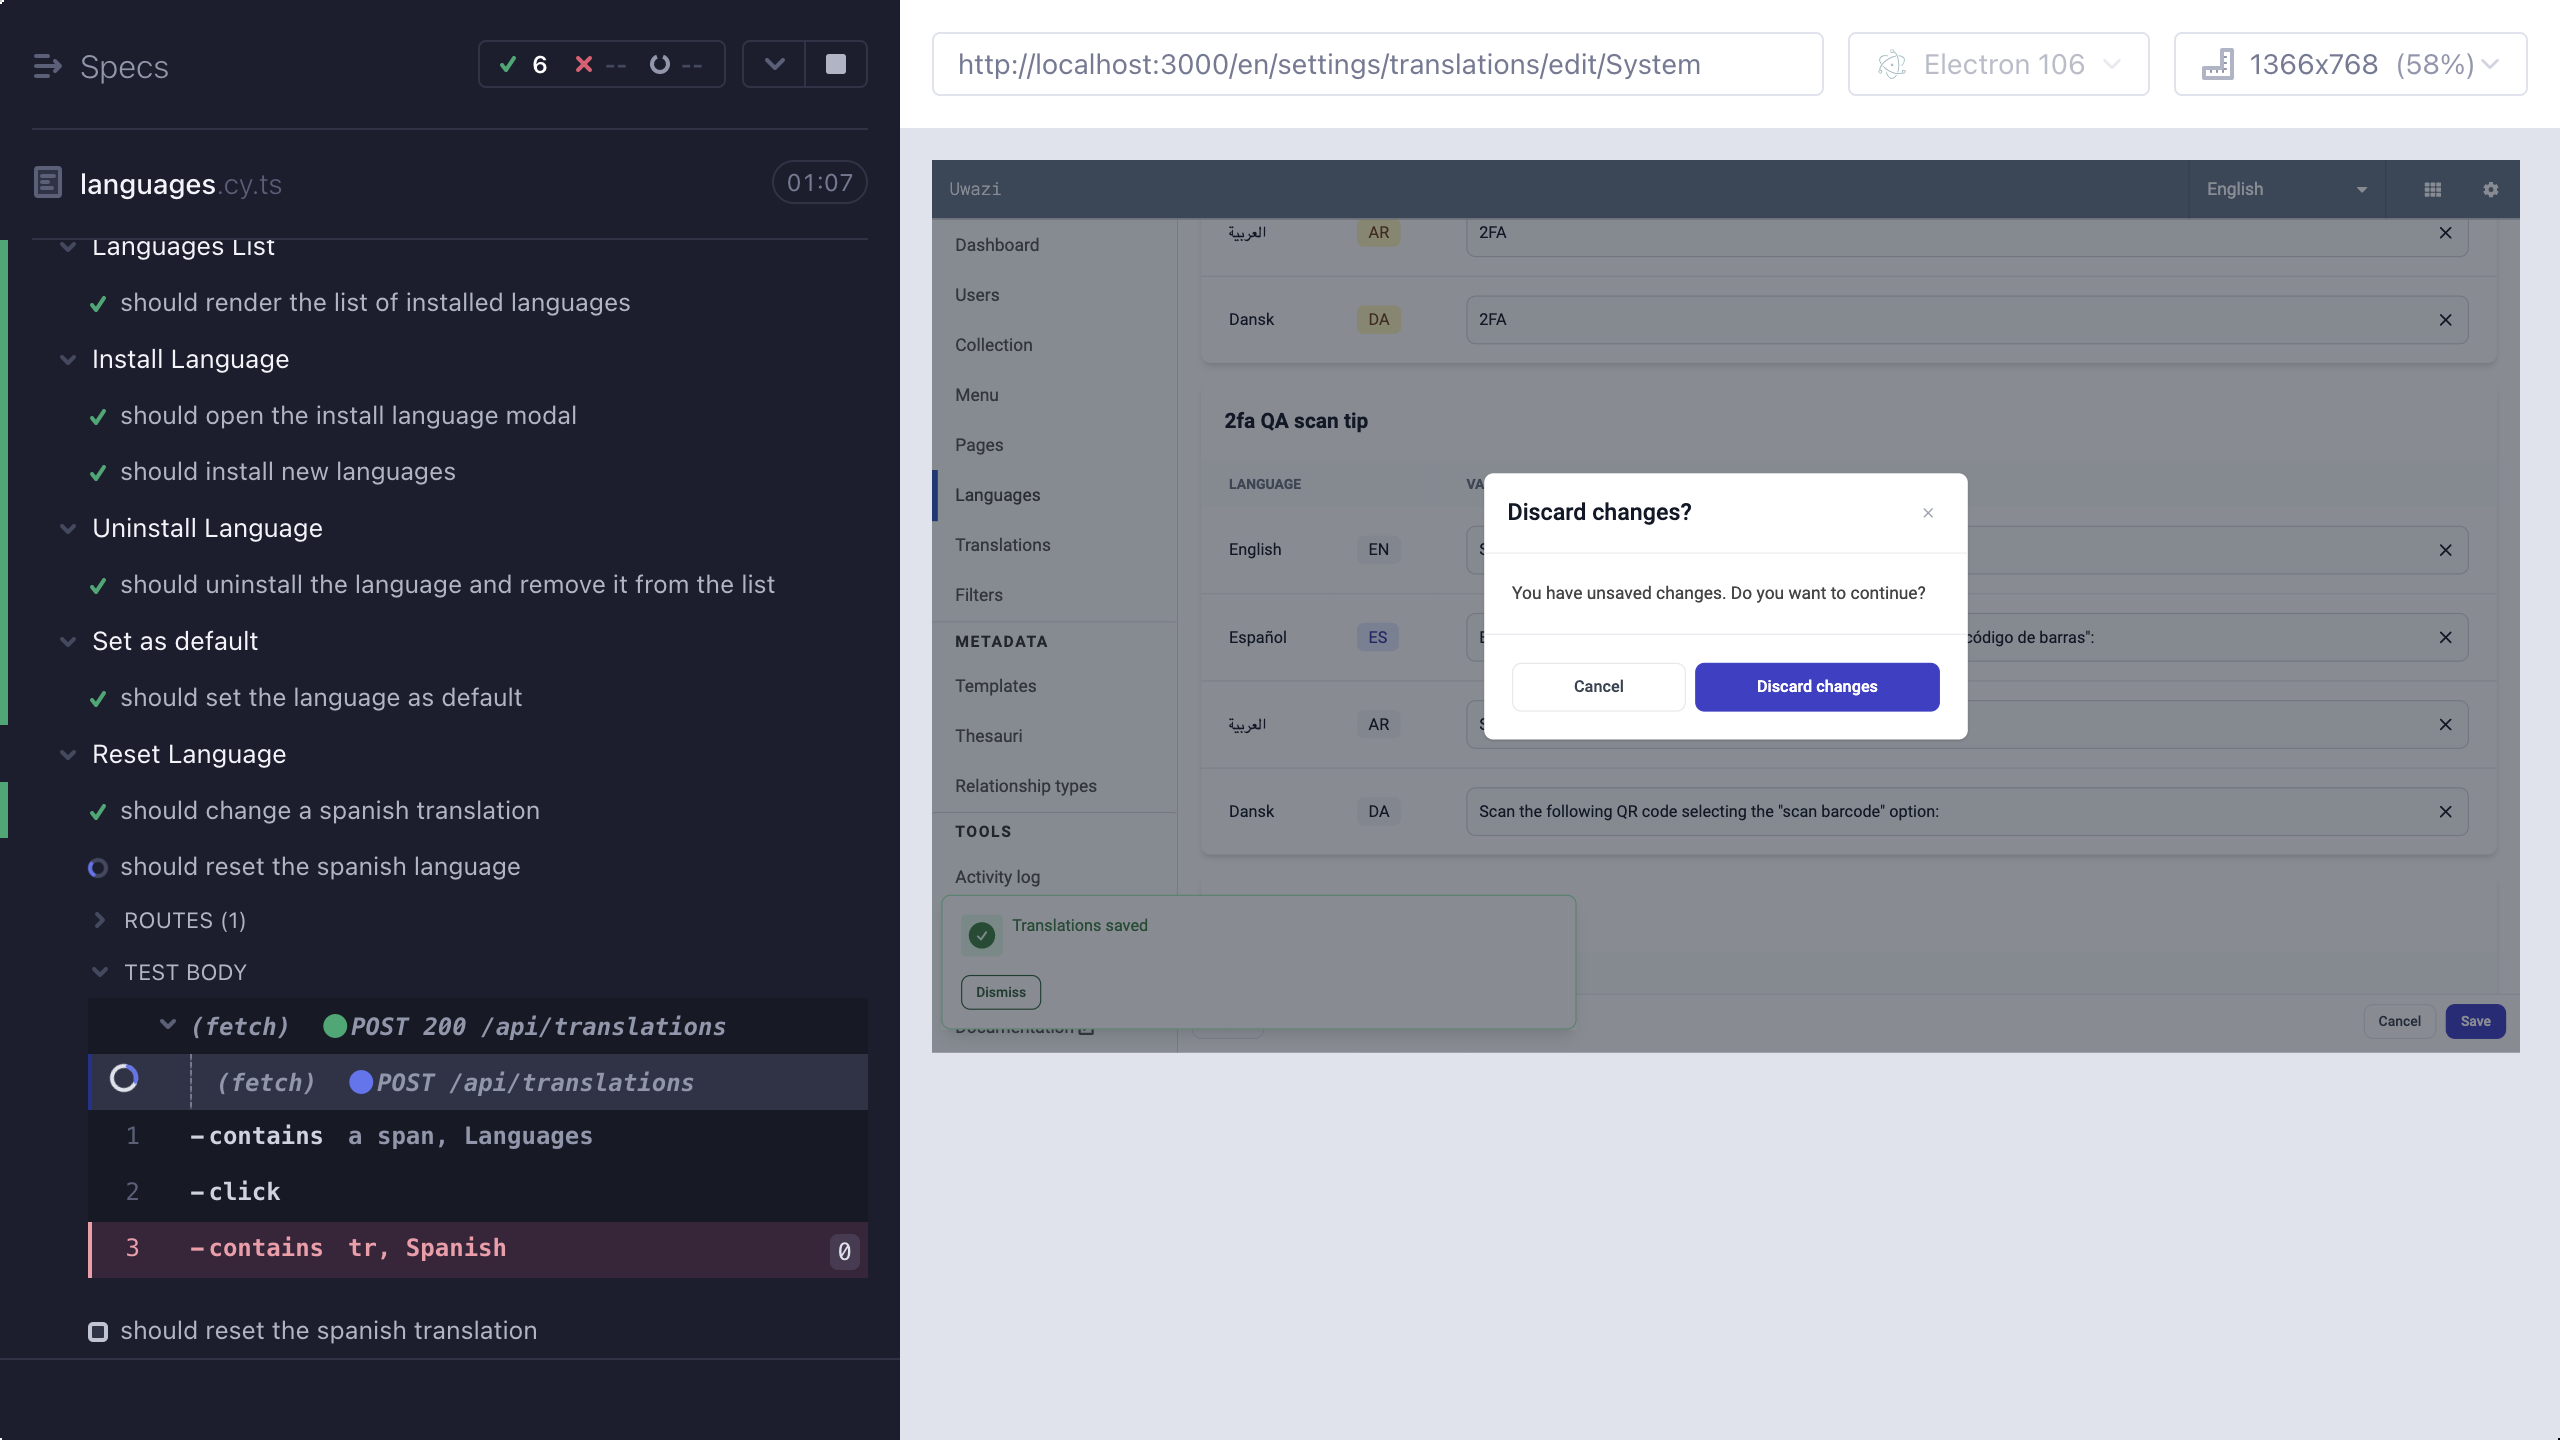 Specs
6 -- --
languages.cy.ts
01:07
Languages List
should render the list of installed languages
Install Language
should open the install language modal
should install new languages
Uninstall Language
should uninstall the language and remove it from the list
Set as default
should set the language as default
Reset Language
should change a spanish translation
should reset the spanish language
ROUTES (1)
TEST BODY
(fetch) POST 200 /api/translations
(fetch) POST /api/translations
1 -contains a span, Languages
2 -click
3 -contains tr, Spanish 0
should reset the spanish translation
http://localhost:3000/en/settings/translations/edit/System
Electron 106
1366x768 (58%)
Uwazi
English
Dashboard
Users
Collection
Menu
Pages
Languages
Translations
Filters
METADATA
Templates
Thesauri
Relationship types
TOOLS
Activity log
Documentation
العربية AR 2FA
Dansk DA 2FA
2fa QA scan tip
LANGUAGE VA
English EN S
Español ES E código de barras":
العربية AR S
Dansk DA Scan the following QR code selecting the "scan barcode" option:
Discard changes?
You have unsaved changes. Do you want to continue?
Cancel Discard changes
Translations saved
Dismiss
Cancel Save